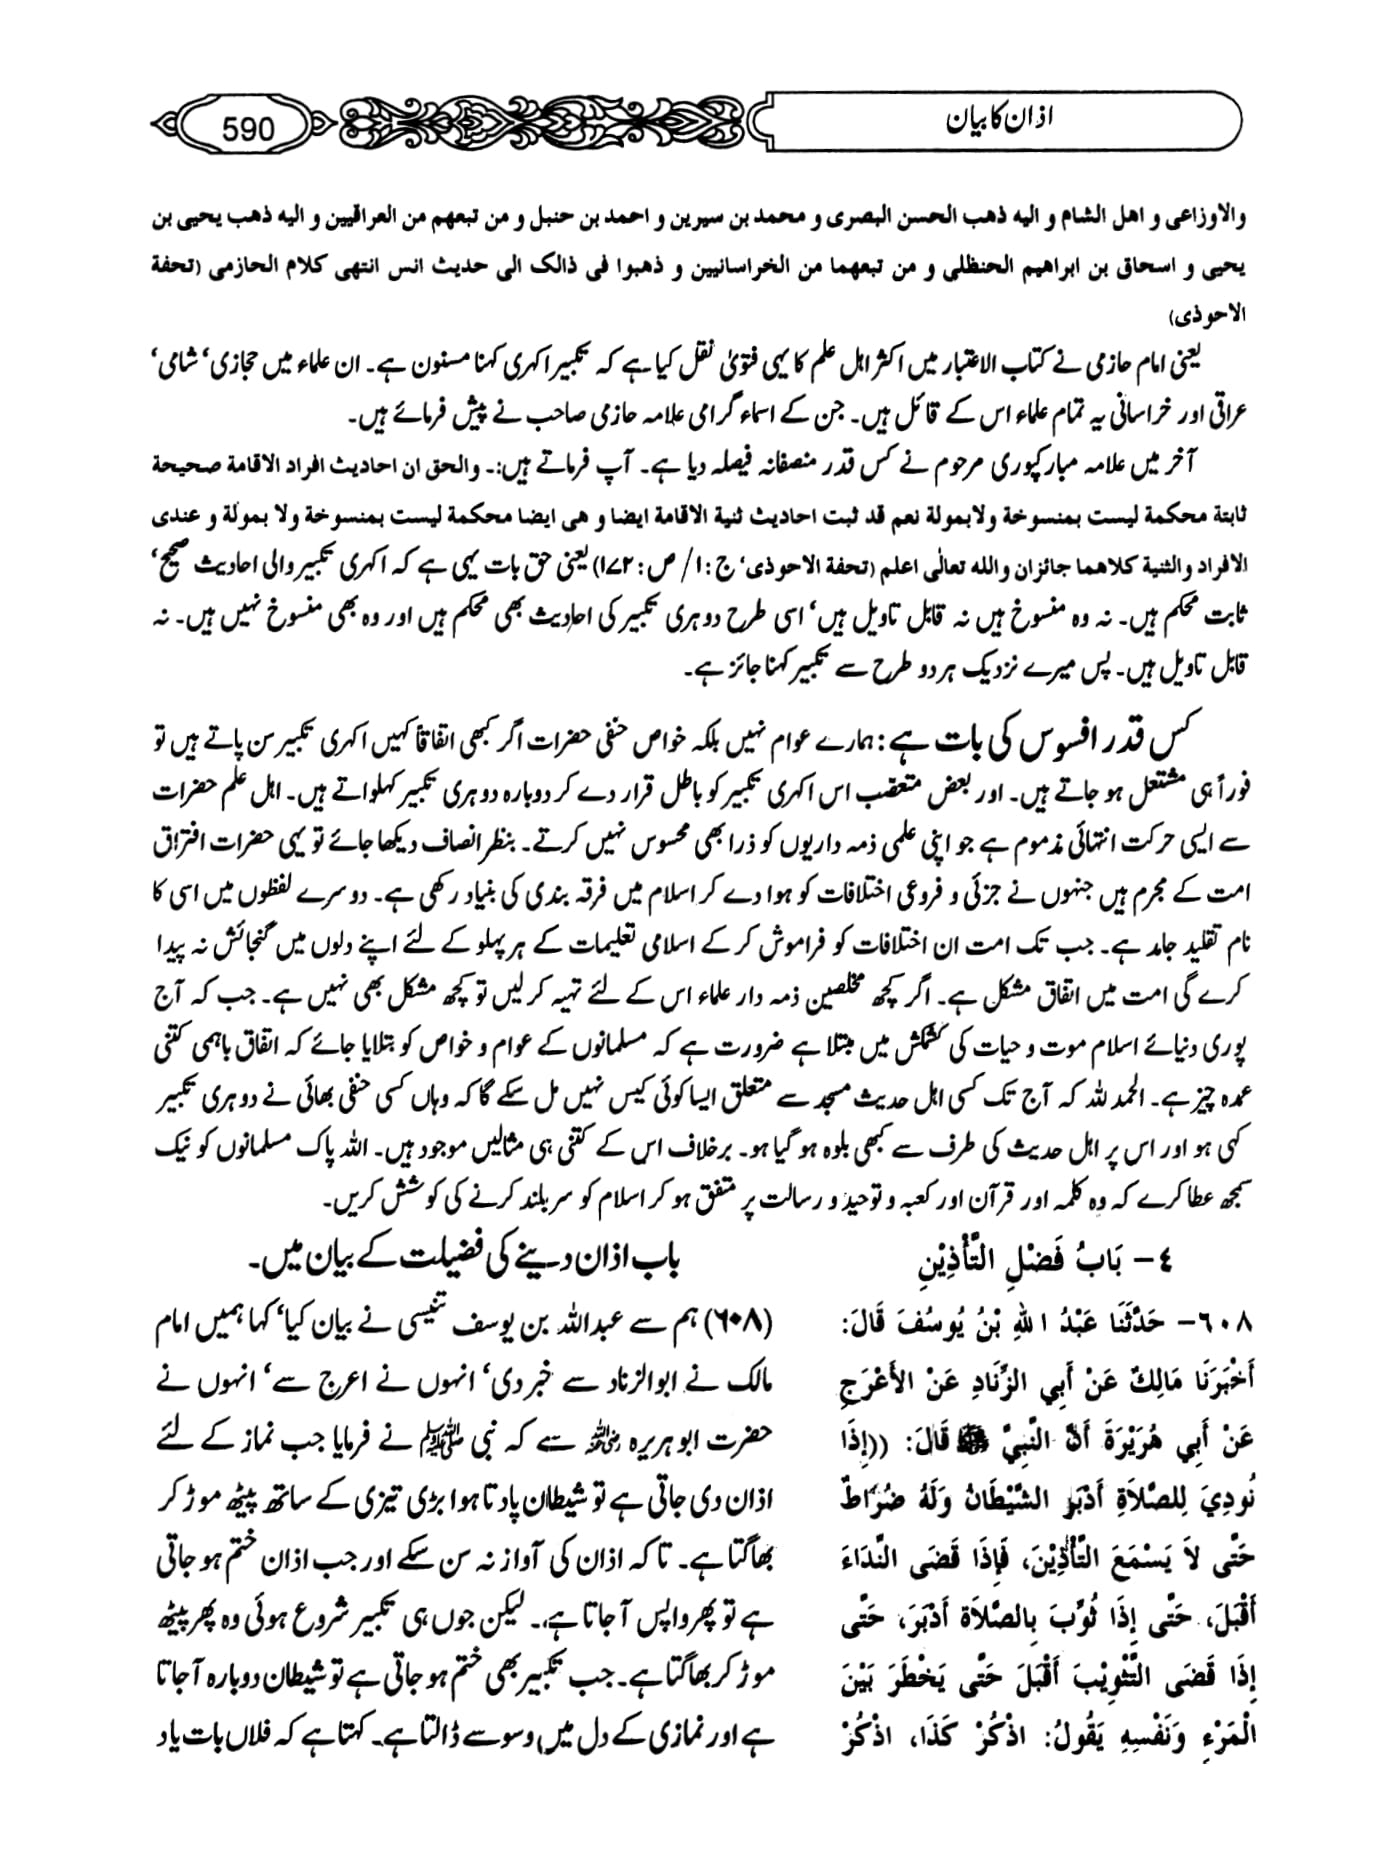 اذان کا بیان
590
والاوزاعی و اهل الشام و الیه ذهب الحسن البصری و محمد بن سیرین و احمد بن حنبل و من تبعهم من العراقیین و الیه ذهب یحیی بن
یحیی و اسحاق بن ابراهیم الحنظلی و من تبعهما من الخراسانیین و ذهبوا فی ذالک الی حدیث انس انتهی کلام الحازمی (تحفة
الاحوذی)
یعنی امام حازمی نے کتاب الاعتبار میں اکثر اہل علم کا یہی فتویٰ نقل کیا ہے کہ تکبیر اکہری کہنا مسنون ہے۔ ان علماء میں حجازی‘ شامی‘
عراقی اور خراسانی یہ تمام علماء اس کے قائل ہیں۔ جن کے اسماء گرامی علامہ حازمی صاحب نے پیش فرمائے ہیں۔
آخر میں علامہ مبارکپوری مرحوم نے کس قدر منصفانہ فیصلہ دیا ہے۔ آپ فرماتے ہیں:۔ والحق ان احادیث افراد الاقامة صحیحة
ثابتة محکمة لیست بمنسوخة ولابمولة نعم قد ثبت احادیث ثنیة الاقامة ایضا و هی ایضا محکمة لیست بمنسوخة ولا بمولة و عندی
الافراد والثنیة کلاهما جائزان والله تعالٰی اعلم (تحفة الاحوذی‘ ج : ۱/ ص : ۱۷۲) یعنی حق بات یہی ہے کہ اکہری تکبیر والی احادیث صحیح‘
ثابت محکم ہیں۔ نہ وہ منسوخ ہیں نہ قابل تاویل ہیں‘ اسی طرح دوہری تکبیر کی احادیث بھی محکم ہیں اور وہ بھی منسوخ نہیں ہیں۔ نہ
قابل تاویل ہیں۔ پس میرے نزدیک ہر دو طرح سے تکبیر کہنا جائز ہے۔
کس قدر افسوس کی بات ہے : ہمارے عوام نہیں بلکہ خواص حنفی حضرات اگر کبھی اتفاقاً کہیں اکہری تکبیر سن پاتے ہیں تو
فوراً ہی مشتعل ہو جاتے ہیں۔ اور بعض متعصب اس اکہری تکبیر کو باطل قرار دے کر دوبارہ دوہری تکبیر کہلواتے ہیں۔ اہل علم حضرات
سے ایسی حرکت انتہائی مذموم ہے جو اپنی علمی ذمہ داریوں کو ذرا بھی محسوس نہیں کرتے۔ بنظر انصاف دیکھا جائے تو یہی حضرات افتراق
امت کے مجرم ہیں جنہوں نے جزئی و فروعی اختلافات کو ہوا دے کر اسلام میں فرقہ بندی کی بنیاد رکھی ہے۔ دوسرے لفظوں میں اسی کا
نام تقلید جامد ہے۔ جب تک امت ان اختلافات کو فراموش کر کے اسلامی تعلیمات کے ہر پہلو کے لئے اپنے دلوں میں گنجائش نہ پیدا
کرے گی امت میں اتفاق مشکل ہے۔ اگر کچھ مخلصین ذمہ دار علماء اس کے لئے تہیہ کر لیں تو کچھ مشکل بھی نہیں ہے۔ جب کہ آج
پوری دنیائے اسلام موت و حیات کی کشمکش میں مبتلا ہے ضرورت ہے کہ مسلمانوں کے عوام و خواص کو بتلایا جائے کہ اتفاق باہمی کتنی
عمدہ چیز ہے۔ الحمد للہ کہ آج تک کسی اہل حدیث مسجد سے متعلق ایسا کوئی کیس نہیں مل سکے گا کہ وہاں کسی حنفی بھائی نے دوہری تکبیر
کہی ہو اور اس پر اہل حدیث کی طرف سے کبھی بلوہ ہو گیا ہو۔ برخلاف اس کے کتنی ہی مثالیں موجود ہیں۔ اللہ پاک مسلمانوں کو نیک
سمجھ عطا کرے کہ وہ کلمہ اور قرآن اور کعبہ و توحید و رسالت پر متفق ہو کر اسلام کو سربلند کرنے کی کوشش کریں۔
٤- بَابُ فَضْلِ التَّأْذِيْنِ
٦٠٨- حَدَّثَنَا عَبْدُ اللهِ بْنُ يُوسُفَ قَالَ:
أَخْبَرَنَا مَالِكٌ عَنْ أَبِي الزِّنَادِ عَنْ الأَعْرَجِ
عَنْ أَبِي هُرَيْرَةَ أَنَّ النَّبِيَّ ﷺ قَالَ: ((إِذَا
نُودِيَ لِلصَّلاَةِ أَدْبَرَ الشَّيْطَانُ وَلَهُ ضُرَاطٌ
حَتَّى لاَ يَسْمَعَ التَّأْذِيْنَ، فَإِذَا قَضَى النِّدَاءَ
أَقْبَلَ، حَتَّى إِذَا ثُوِّبَ بِالصَّلاَةِ أَدْبَرَ، حَتَّى
إِذَا قَضَى التَّثْوِيْبَ أَقْبَلَ حَتَّى يَخْطَرَ بَيْنَ
الْمَرْءِ وَنَفْسِهِ يَقُولُ: اذْكُرْ كَذَا، اذْكُرْ
باب اذان دینے کی فضیلت کے بیان میں۔
(۶۰۸) ہم سے عبداللہ بن یوسف تنیسی نے بیان کیا‘ کہا ہمیں امام
مالک نے ابوالزناد سے خبر دی‘ انہوں نے اعرج سے‘ انہوں نے
حضرت ابوہریرہ رضی اللہ عنہ سے کہ نبی ﷺ نے فرمایا جب نماز کے لئے
اذان دی جاتی ہے تو شیطان پادتا ہوا بڑی تیزی کے ساتھ پیٹھ موڑ کر
بھاگتا ہے۔ تاکہ اذان کی آواز نہ سن سکے اور جب اذان ختم ہو جاتی
ہے تو پھر واپس آ جاتا ہے،۔ لیکن جوں ہی تکبیر شروع ہوئی وہ پھر پیٹھ
موڑ کر بھاگتا ہے۔ جب تکبیر بھی ختم ہو جاتی ہے تو شیطان دوبارہ آ جاتا
ہے اور نمازی کے دل میں وسوسے ڈالتا ہے۔ کہتا ہے کہ فلاں بات یاد